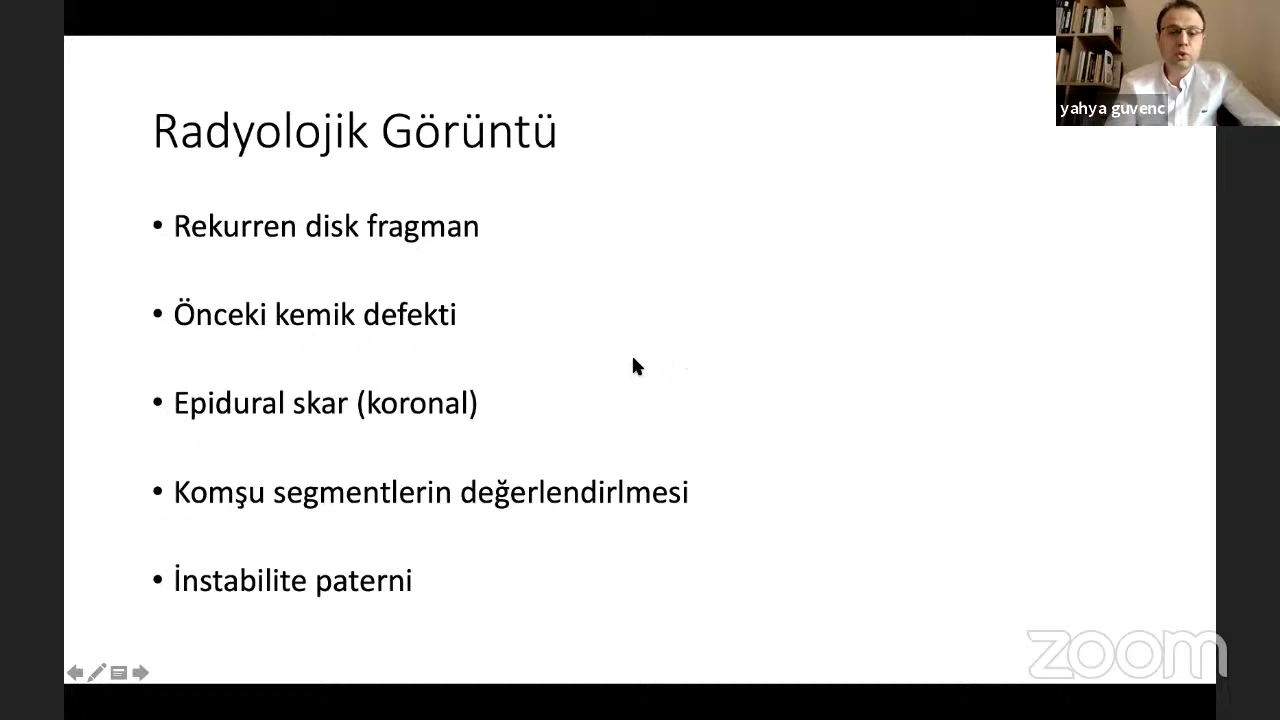 yahya guvenc
Radyolojik Görüntü
• Rekurren disk fragman
• Önceki kemik defekti
• Epidural skar (koronal)
• Komşu segmentlerin değerlendirlmesi
• İnstabilite paterni
zoom